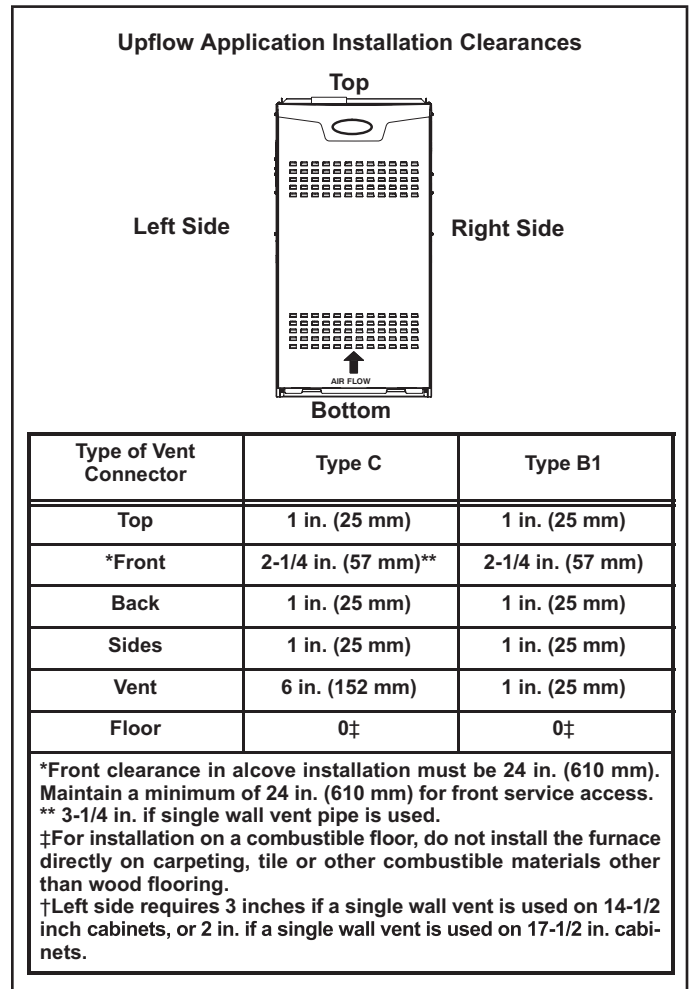 Upflow Application Installation Clearances
Top
Left Side
Right Side
AIR FLOW
Bottom
Type of Vent Connector Type C Type B1
Top 1 in. (25 mm) 1 in. (25 mm)
*Front 2-1/4 in. (57 mm)** 2-1/4 in. (57 mm)
Back 1 in. (25 mm) 1 in. (25 mm)
Sides 1 in. (25 mm) 1 in. (25 mm)
Vent 6 in. (152 mm) 1 in. (25 mm)
Floor 0‡ 0‡
*Front clearance in alcove installation must be 24 in. (610 mm).
Maintain a minimum of 24 in. (610 mm) for front service access.
** 3-1/4 in. if single wall vent pipe is used.
‡For installation on a combustible floor, do not install the furnace
directly on carpeting, tile or other combustible materials other
than wood flooring.
†Left side requires 3 inches if a single wall vent is used on 14-1/2
inch cabinets, or 2 in. if a single wall vent is used on 17-1/2 in. cabi-
nets.